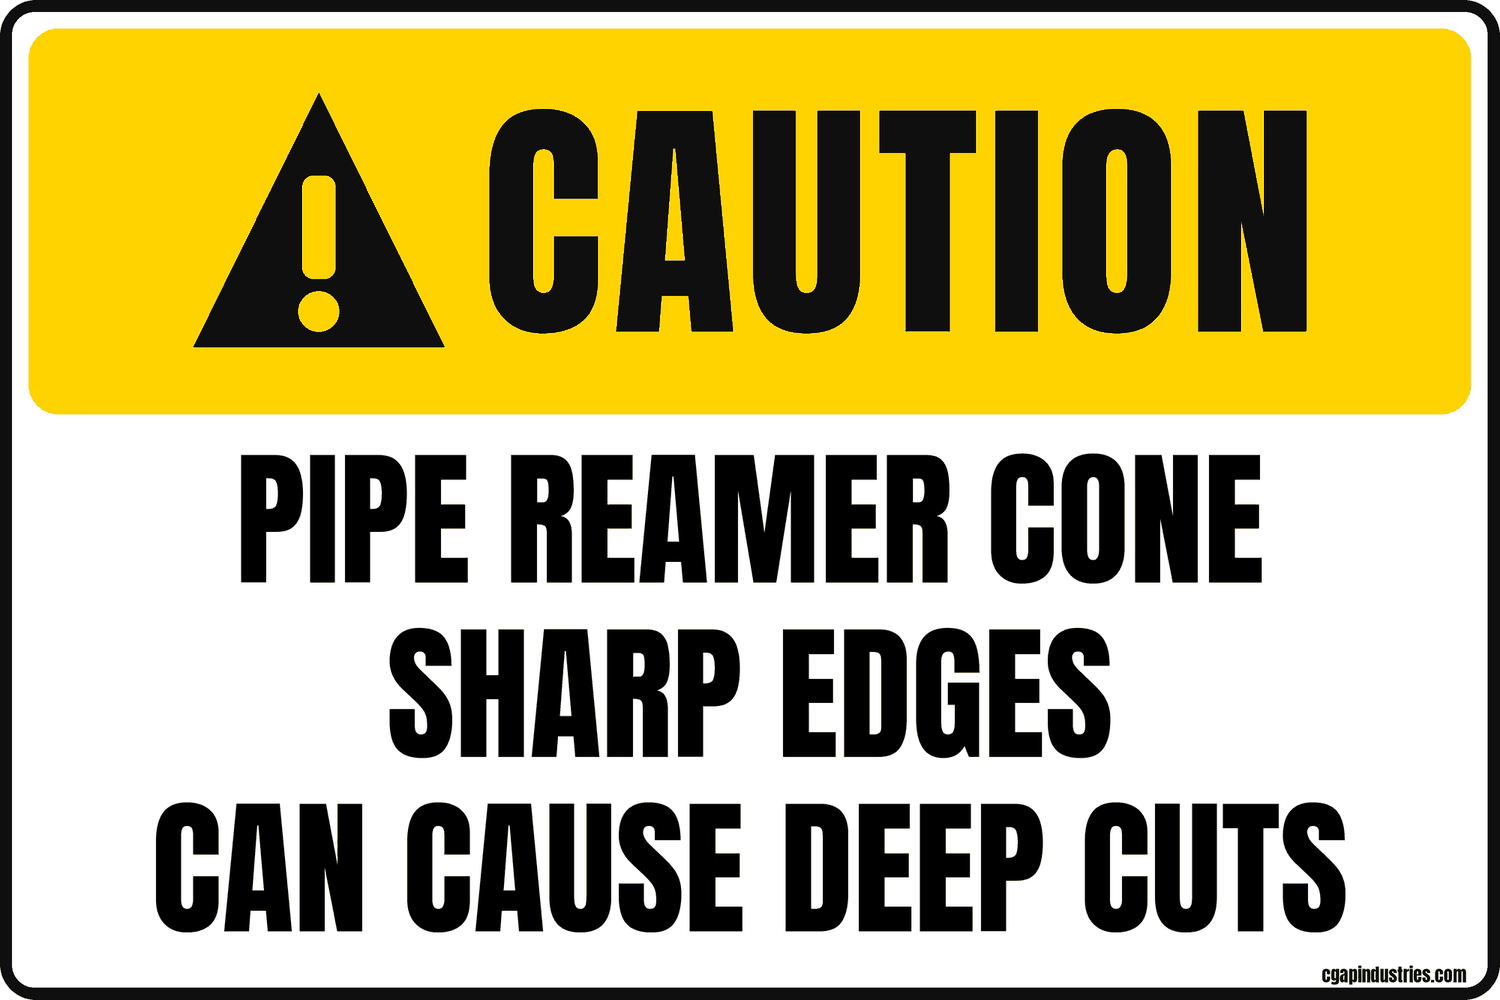 CAUTION
PIPE REAMER CONE
SHARP EDGES
CAN CAUSE DEEP CUTS
cgapindustries.com